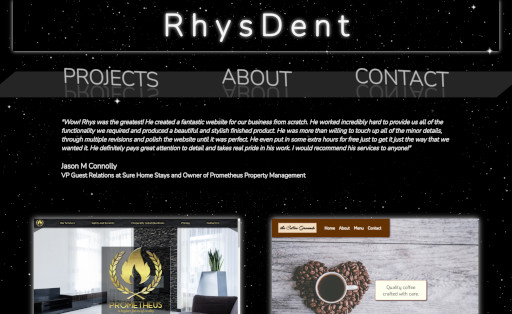 RhysDent
PROJECTS ABOUT CONTACT
"Wow! Rhys was the greatest! He created a fantastic website for our business from scratch. He worked incredibly hard to provide us all of the
functionality we required and produced a beautiful and stylish finished product. He was more then willing to touch up all of the minor details,
through multiple revisions and polish the website until it was perfect. He even put in some extra hours for free just to get it just the way that we
wanted it. He definitely pays great attention to detail and takes real pride in his work. I would recommend his services to anyone!"
Jason M Connolly
VP Guest Relations at Sure Home Stays and Owner of Prometheus Property Management
PROMETHEUS
Home About Menu Contact
Quality coffee
crafted with care.